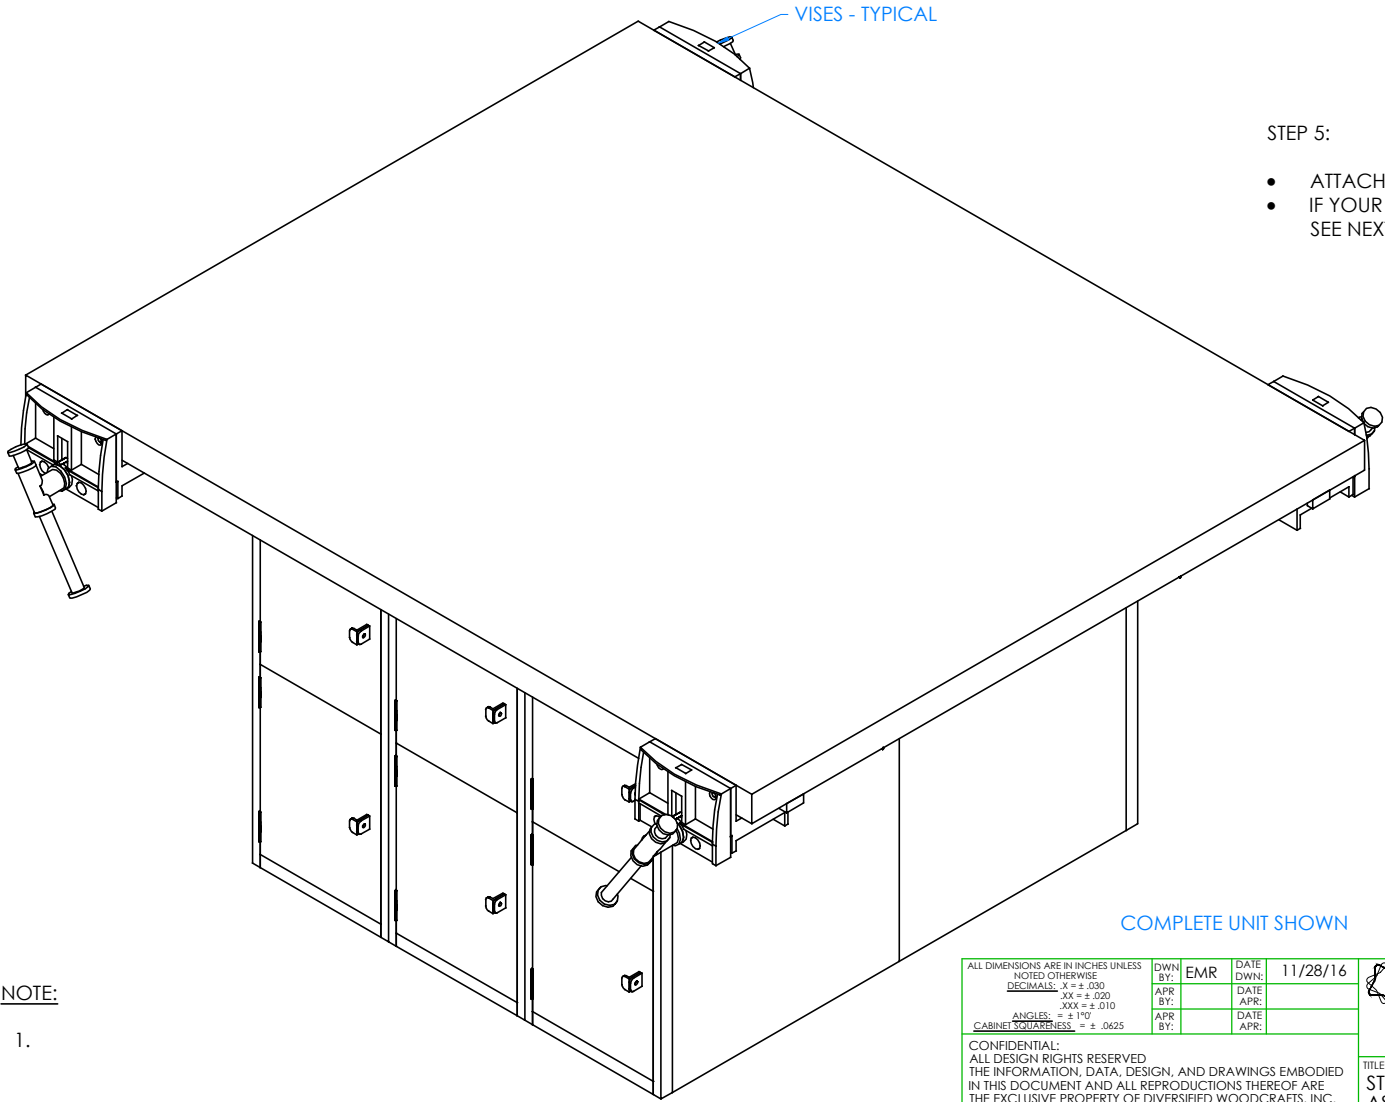 VISES - TYPICAL
STEP 5:
• ATTACH
• IF YOUR
SEE NEX
COMPLETE UNIT SHOWN
NOTE:
1.
ALL DIMENSIONS ARE IN INCHES UNLESS
NOTED OTHERWISE
DECIMALS: .X = ± .030
.XX = ± .020
.XXX = ± .010
ANGLES: = ± 1°0'
CABINET SQUARENESS = ± .0625
DWN BY: EMR DATE DWN: 11/28/16
APR BY: DATE APR:
APR BY: DATE APR:
CONFIDENTIAL:
ALL DESIGN RIGHTS RESERVED
THE INFORMATION, DATA, DESIGN, AND DRAWINGS EMBODIED
IN THIS DOCUMENT AND ALL REPRODUCTIONS THEREOF ARE
THE EXCLUSIVE PROPERTY OF DIVERSIFIED WOODCRAFTS, INC.
TITLE
ST
AS